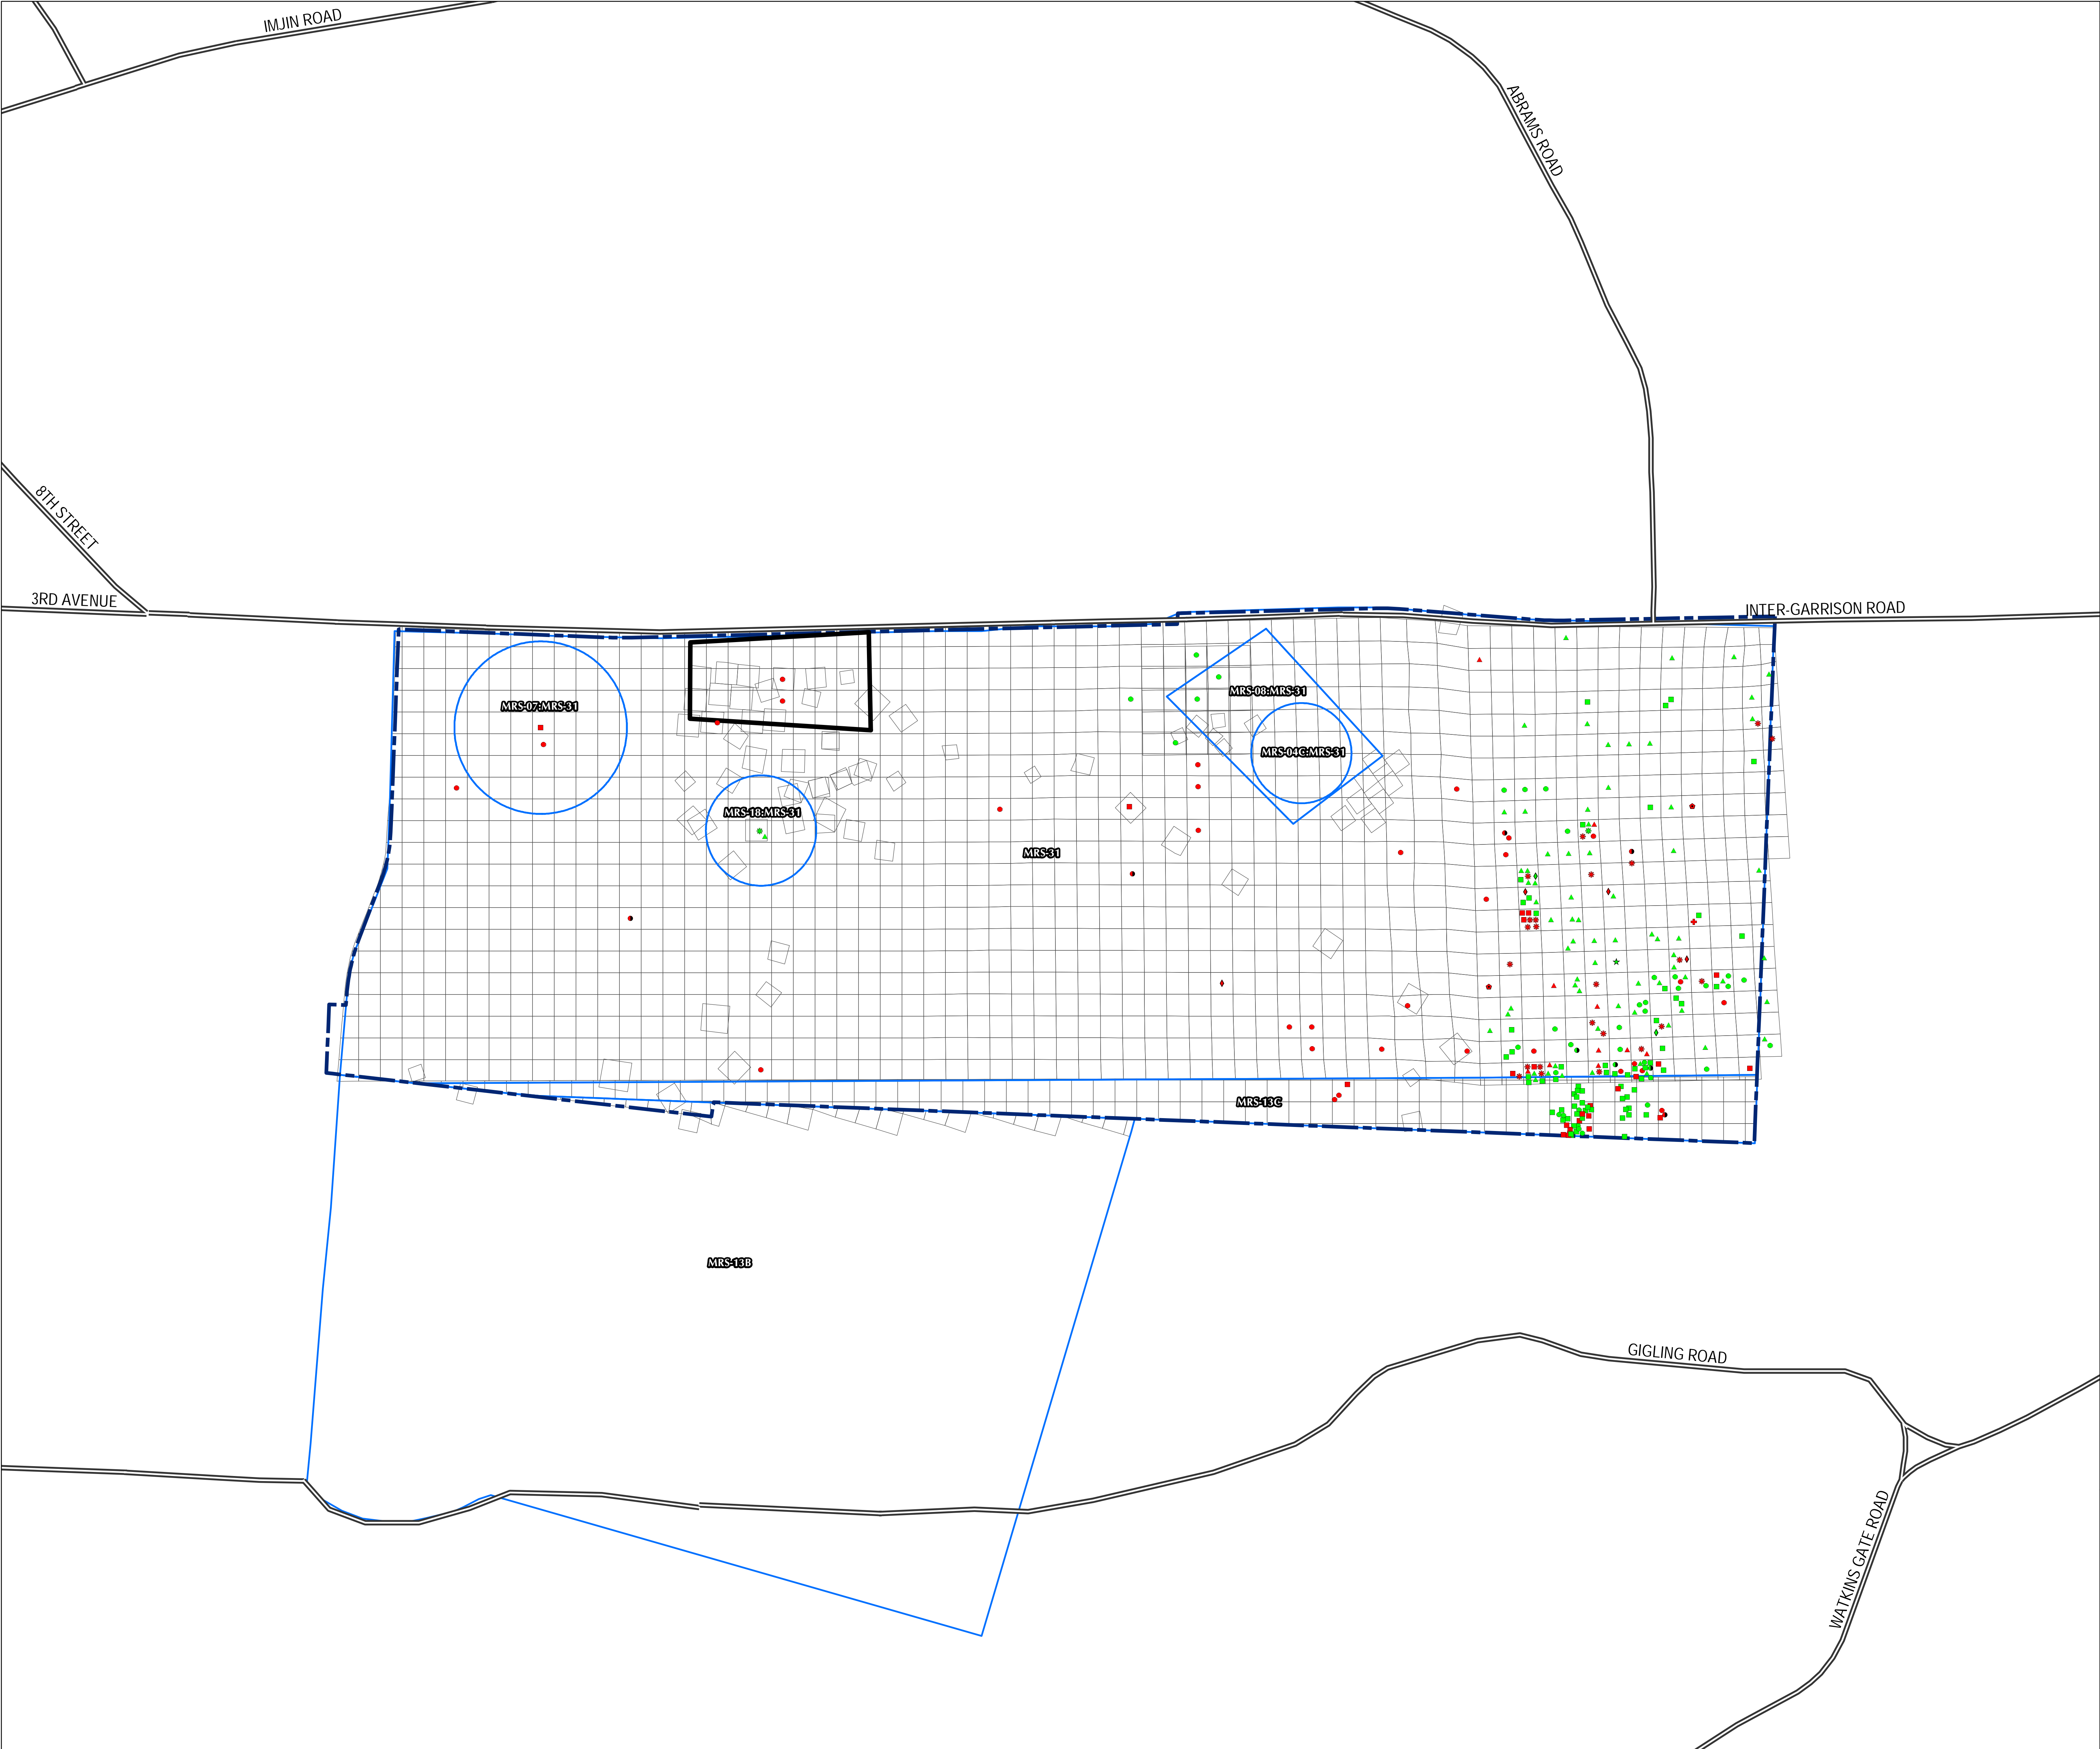 IMJIN ROAD
ABRAMS ROAD
8TH STREET
3RD AVENUE
INTER-GARRISON ROAD
MRS-08:MRS-31
MRS-07:MRS-31
MRS-04C:MRS-31
MRS-18:MRS-31
MRS-31
MRS-13C
MRS-13B
GIGLING ROAD
WATKINS GATE ROAD